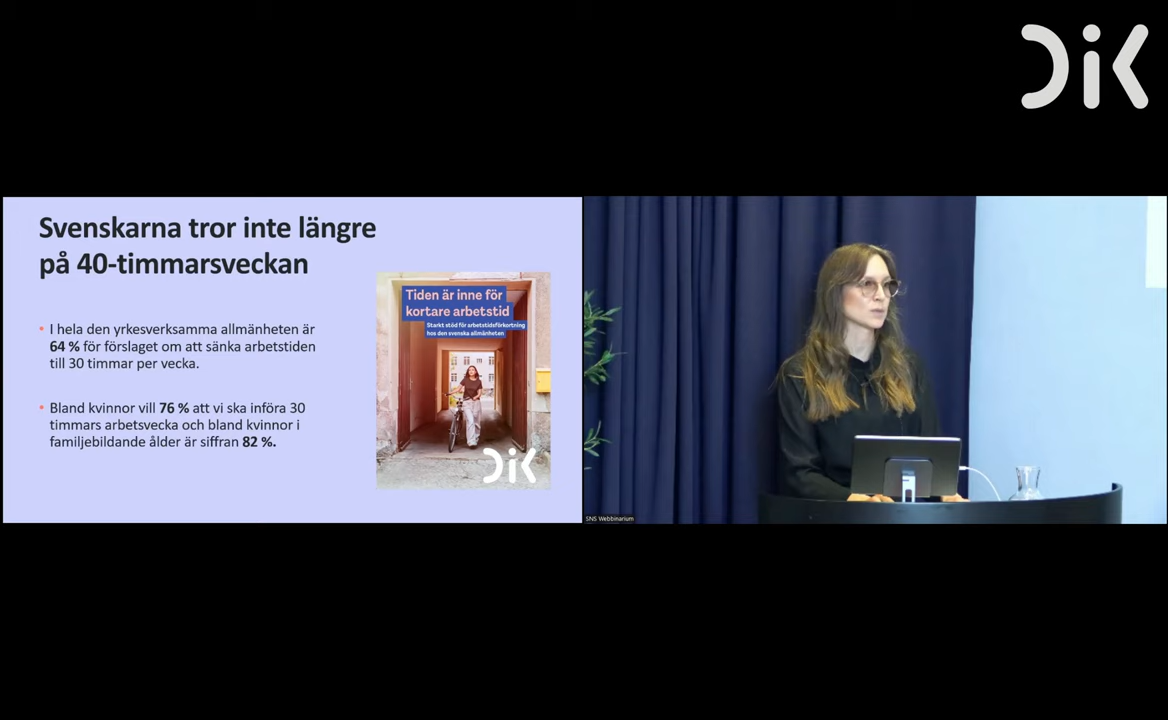 DiK
Svenskarna tror inte längre
på 40-timmarsveckan
• I hela den yrkesverksamma allmänheten är
64 % för förslaget om att sänka arbetstiden
till 30 timmar per vecka.
• Bland kvinnor vill 76 % att vi ska införa 30
timmars arbetsvecka och bland kvinnor i
familjebildande ålder är siffran 82 %.
Tiden är inne för
kortare arbetstid
Starkt stöd för arbetstidsförkortning
hos den svenska allmänheten
DiK
SNS Webbinarium